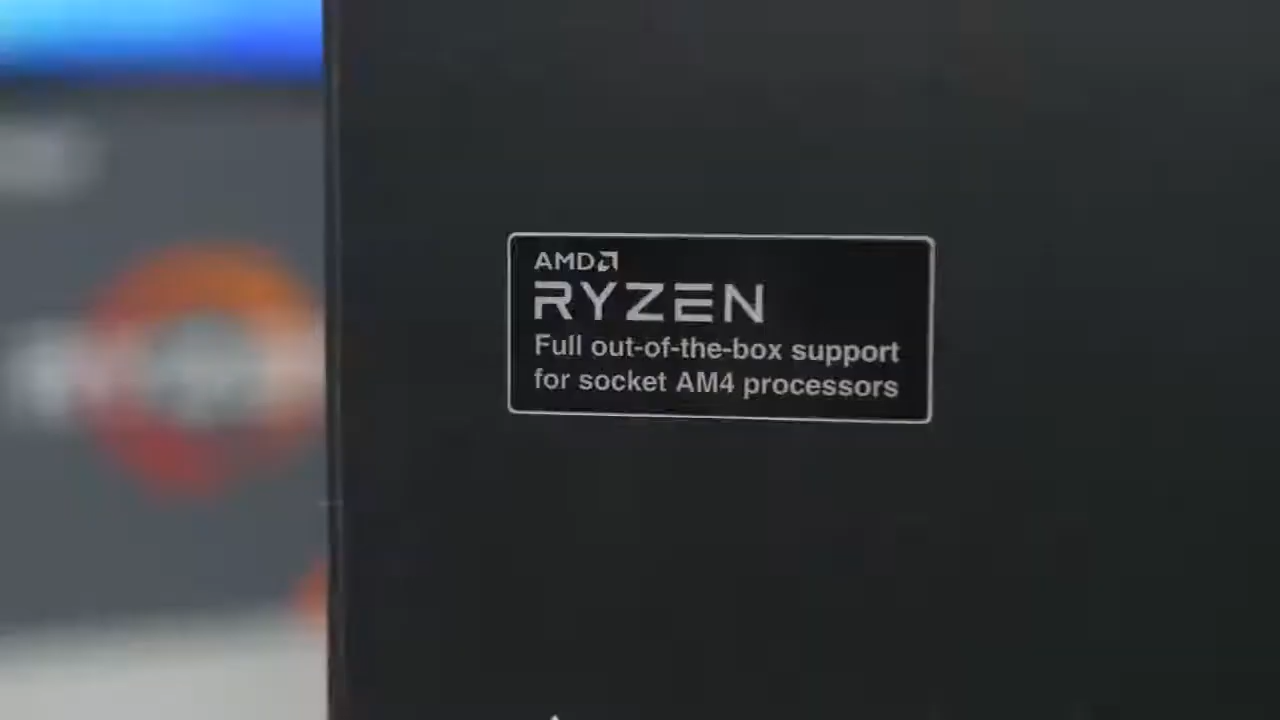 AMD
RYZEN
Full out-of-the-box support
for socket AM4 processors